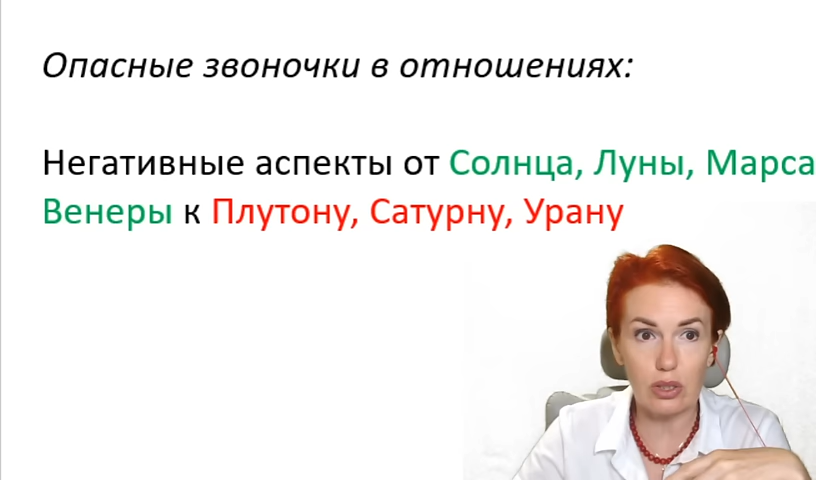 Опасные звоночки в отношениях:
Негативные аспекты от Солнца, Луны, Марса
Венеры к Плутону, Сатурну, Урану